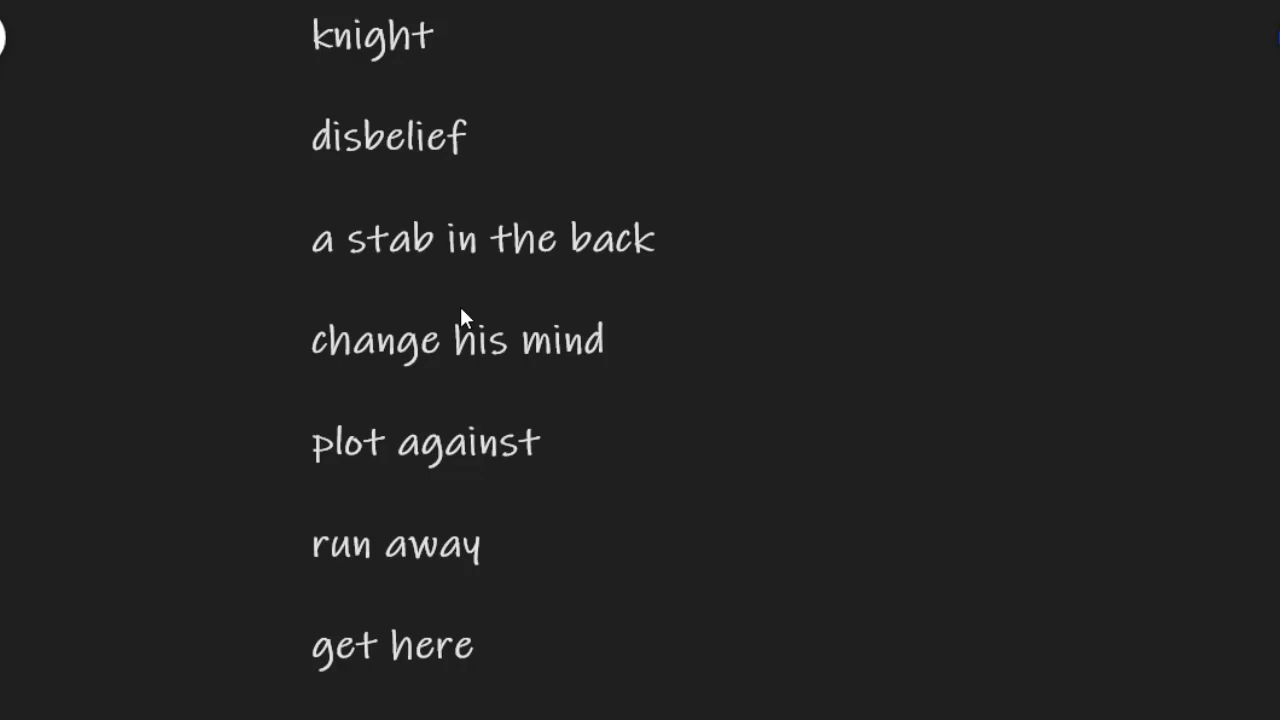 knight
disbelief
a stab in the back
change his mind
plot against
run away
get here